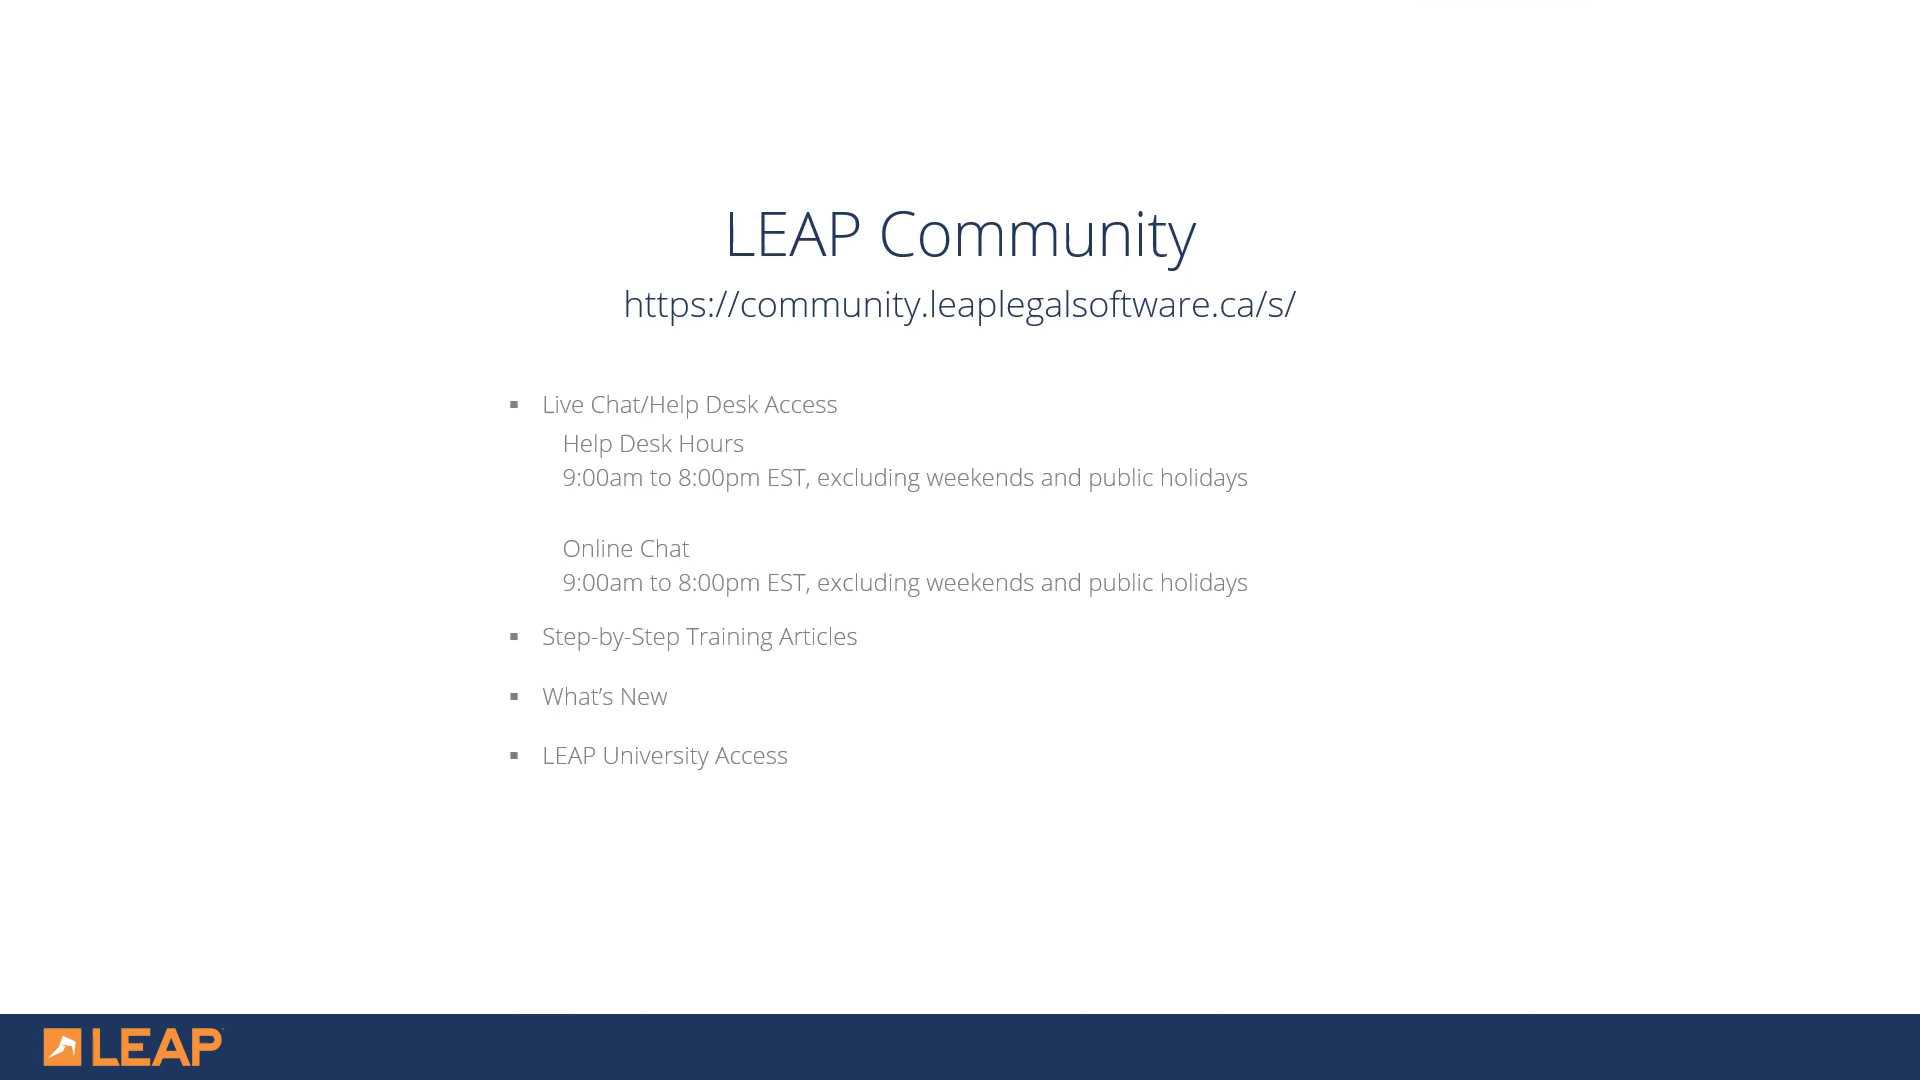 LEAP Community
https://community.leaplegalsoftware.ca/s/
▪ Live Chat/Help Desk Access
Help Desk Hours
9:00am to 8:00pm EST, excluding weekends and public holidays
Online Chat
9:00am to 8:00pm EST, excluding weekends and public holidays
▪ Step-by-Step Training Articles
▪ What’s New
▪ LEAP University Access
LEAP